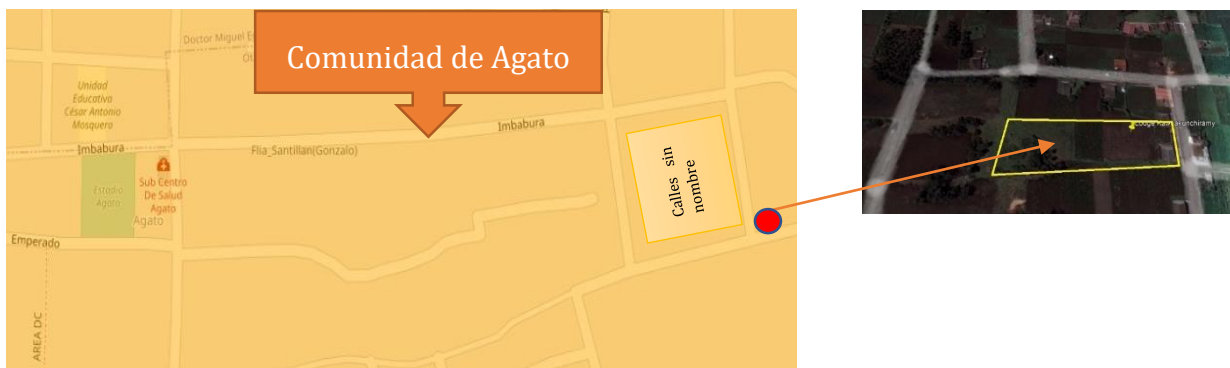 Comunidad de Agato
Doctor Miguel
Unidad
Educativa
César Antonio
Mosquera
Imbabura
Imbabura
Flia_Santillan(Gonzalo)
Calles sin
nombre
Sub Centro
De Salud
Agato
Estadio
Agato
Agato
Emperado
AREA DC